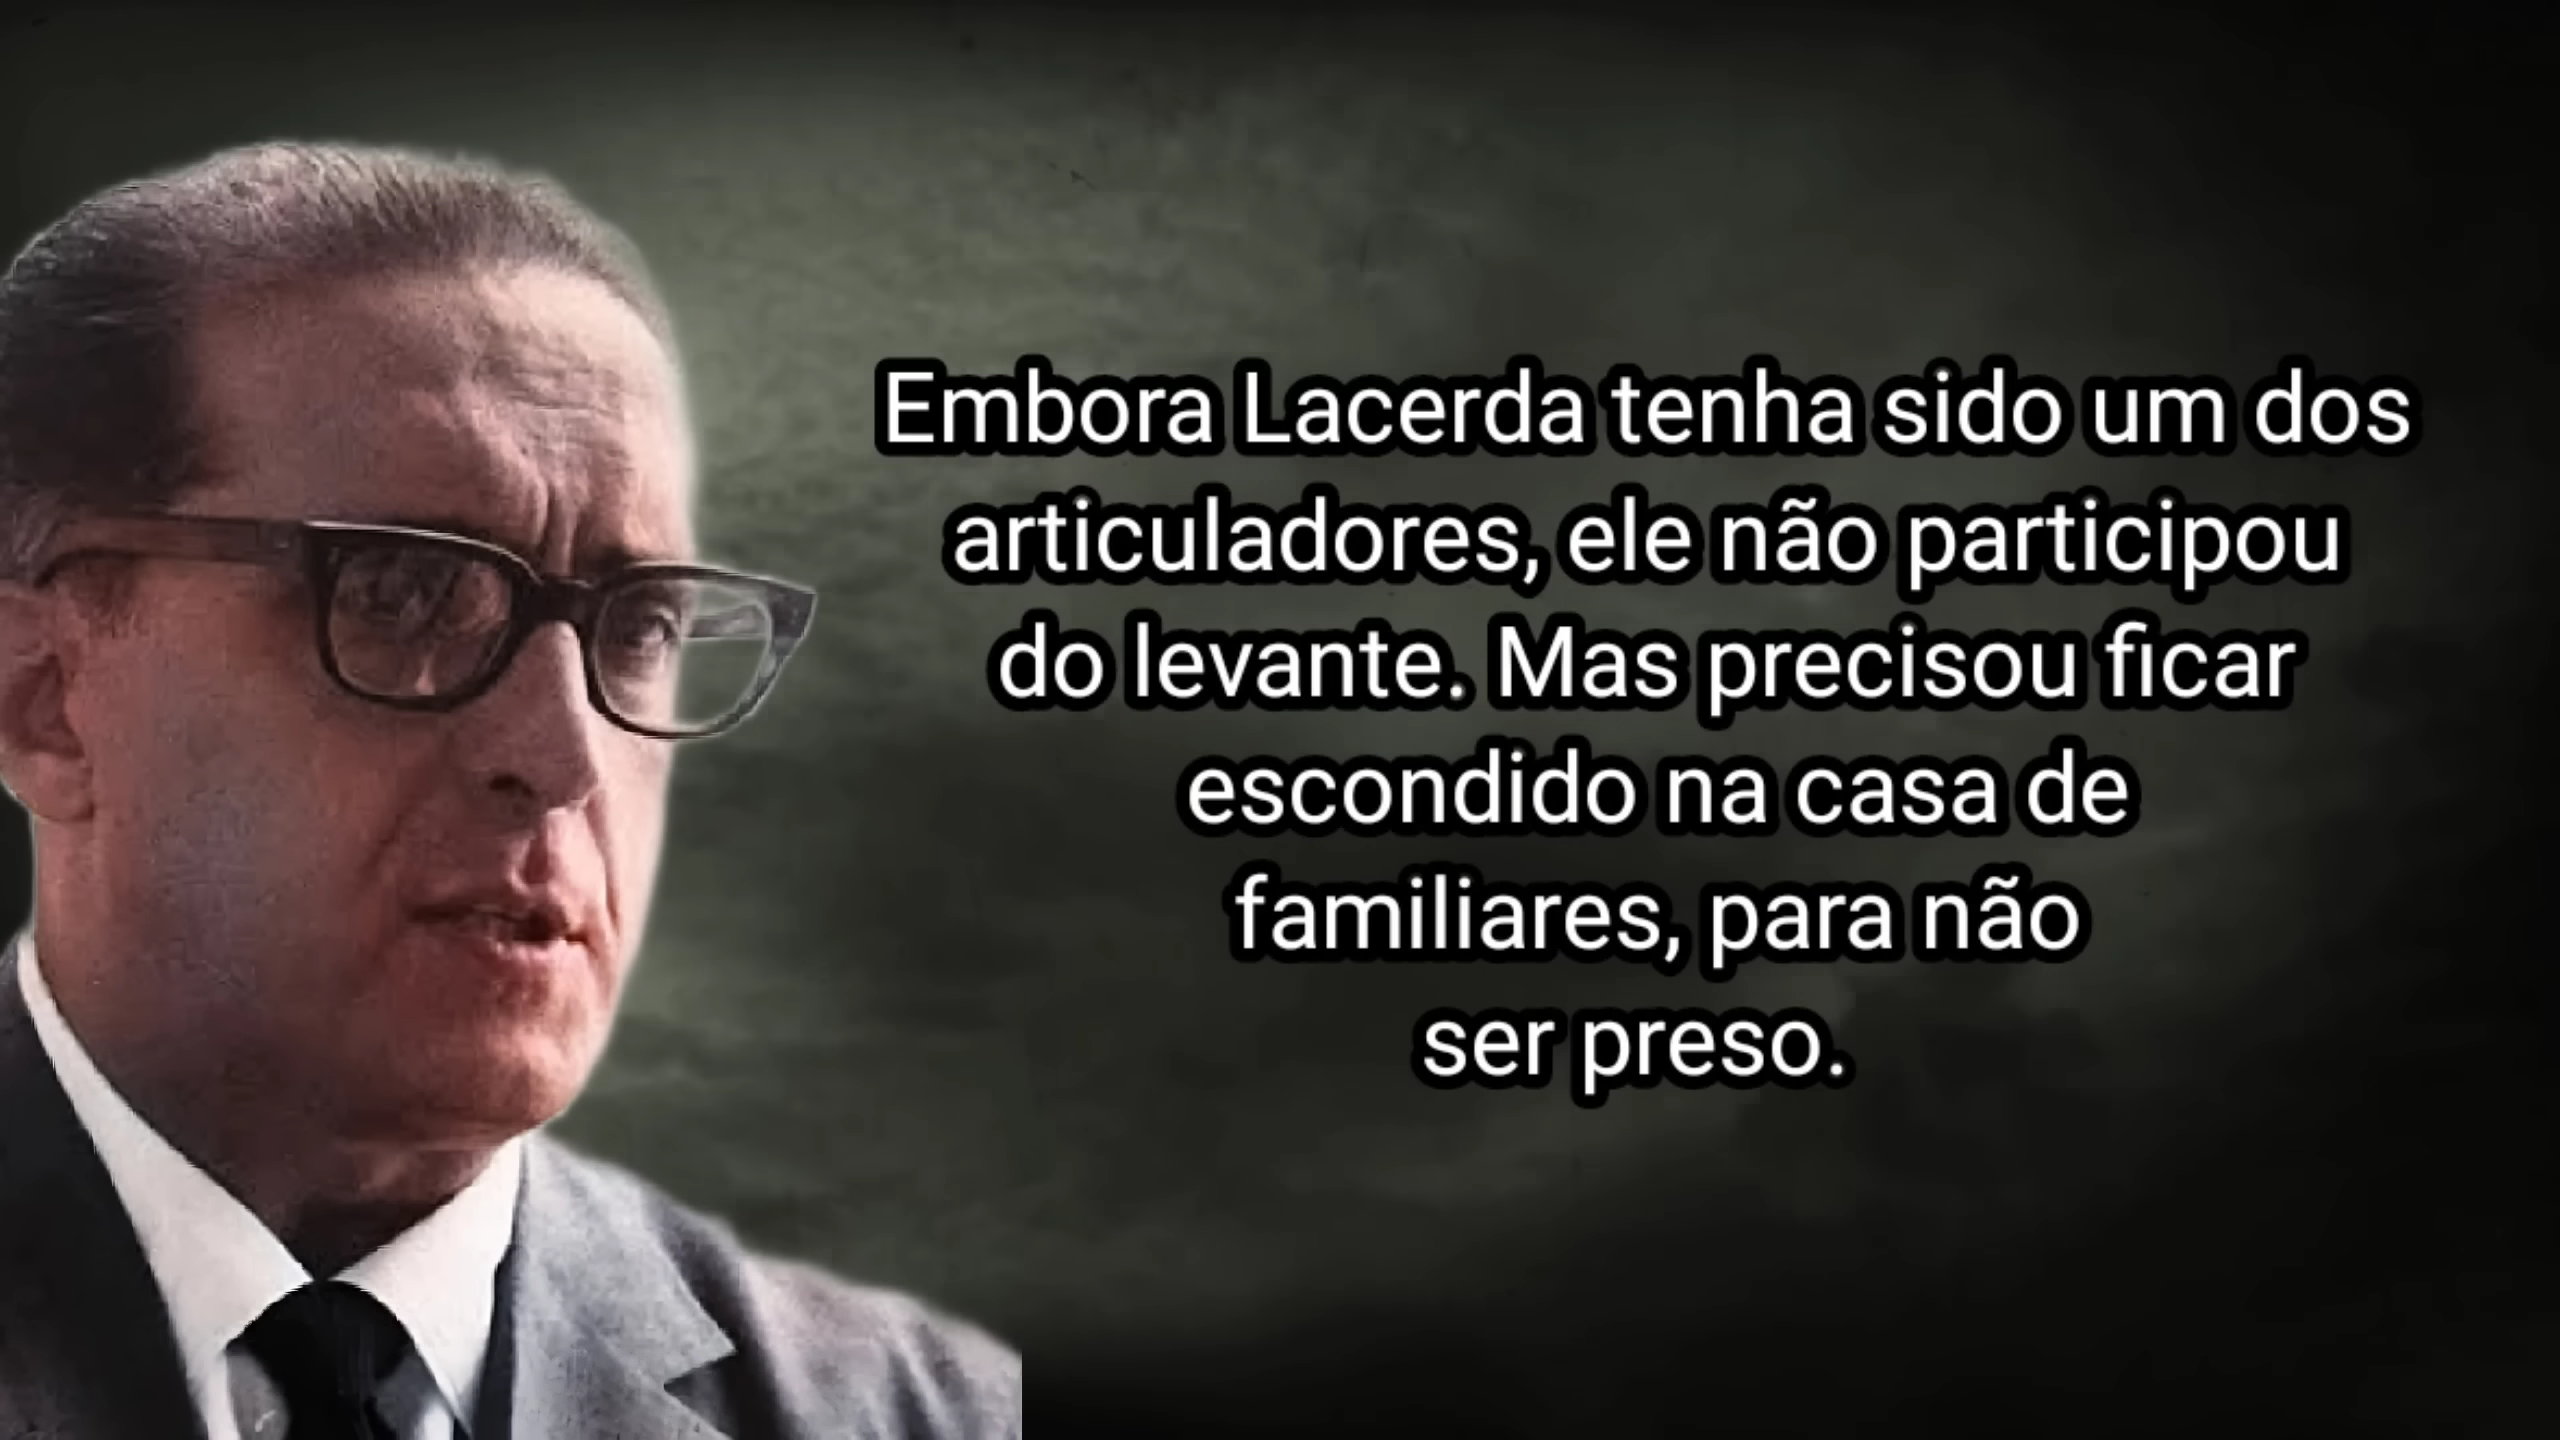 Embora Lacerda tenha sido um dos
articuladores, ele não participou
do levante. Mas precisou ficar
escondido na casa de
familiares, para não
ser preso.